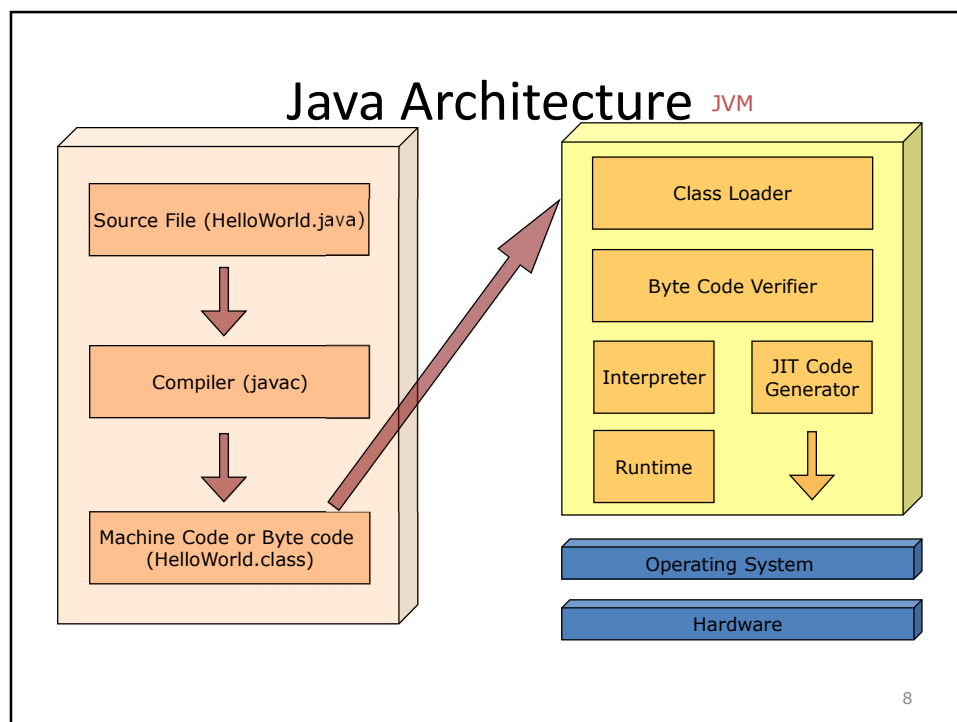 Java Architecture
JVM
Source File (HelloWorld.java)
Compiler (javac)
Machine Code or Byte code
(HelloWorld.class)
Class Loader
Byte Code Verifier
Interpreter
JIT Code
Generator
Runtime
Operating System
Hardware
8